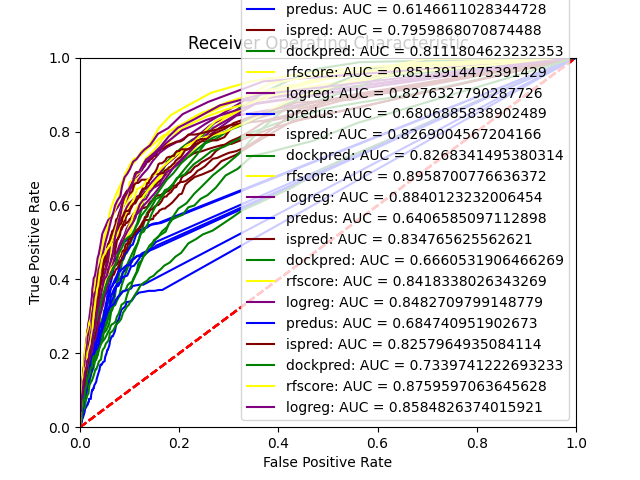 predus: AUC = 0.6146611028344728
ispred: AUC = 0.7959868070874488
Receiver Operating Characteristic
dockpred: AUC = 0.8111804623232353
rfscore: AUC = 0.8513914475391429
logreg: AUC = 0.8276327790287726
predus: AUC = 0.6806885838902489
ispred: AUC = 0.8269004567204166
dockpred: AUC = 0.8268341495380314
rfscore: AUC = 0.8958700776636372
logreg: AUC = 0.8840123232006454
predus: AUC = 0.6406585097112898
ispred: AUC = 0.834765625562621
dockpred: AUC = 0.6660531906466269
rfscore: AUC = 0.8418338026343269
logreg: AUC = 0.8482709799148779
predus: AUC = 0.684740951902673
ispred: AUC = 0.8257964935084114
dockpred: AUC = 0.7339741222693233
rfscore: AUC = 0.8759597063645628
logreg: AUC = 0.8584826374015921
1.0
0.8
0.6
0.4
0.2
0.0
True Positive Rate
0.0 0.2 0.4 0.6 0.8 1.0
False Positive Rate